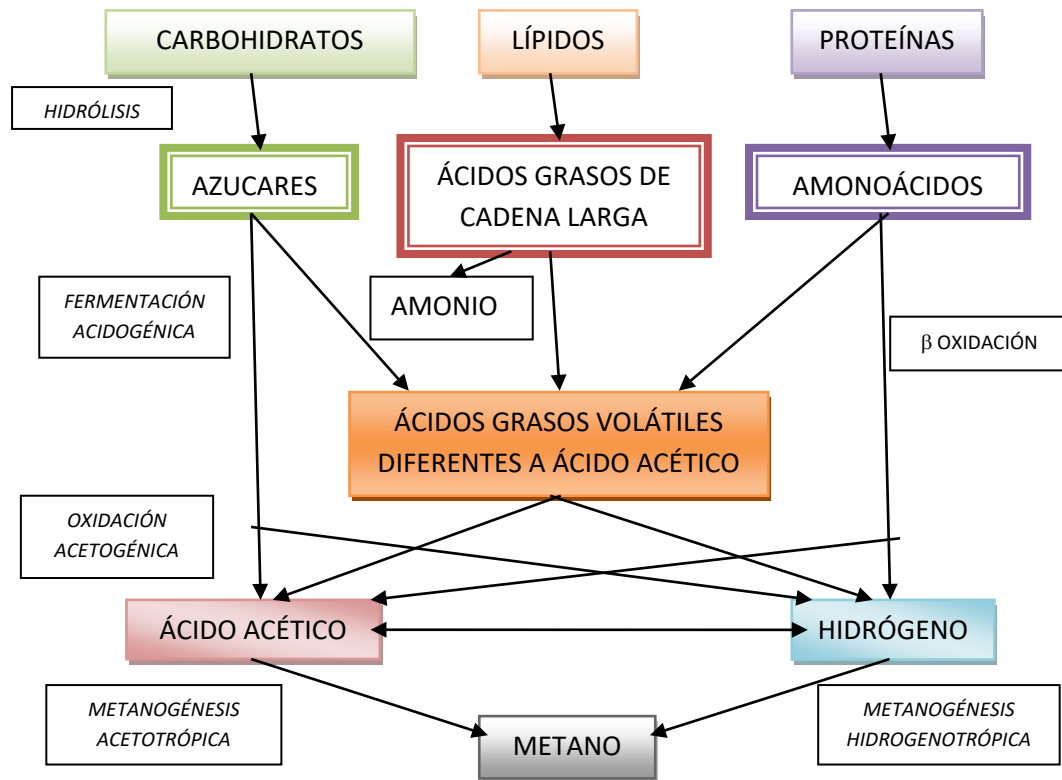 CARBOHIDRATOS
LÍPIDOS
PROTEÍNAS
HIDRÓLISIS
AZUCARES
ÁCIDOS GRASOS DE
CADENA LARGA
AMONOÁCIDOS
FERMENTACIÓN
ACIDOGÉNICA
AMONIO
β OXIDACIÓN
ÁCIDOS GRASOS VOLÁTILES
DIFERENTES A ÁCIDO ACÉTICO
OXIDACIÓN
ACETOGÉNICA
ÁCIDO ACÉTICO
HIDRÓGENO
METANOGÉNESIS
ACETOTRÓPICA
METANO
METANOGÉNESIS
HIDROGENOTRÓPICA